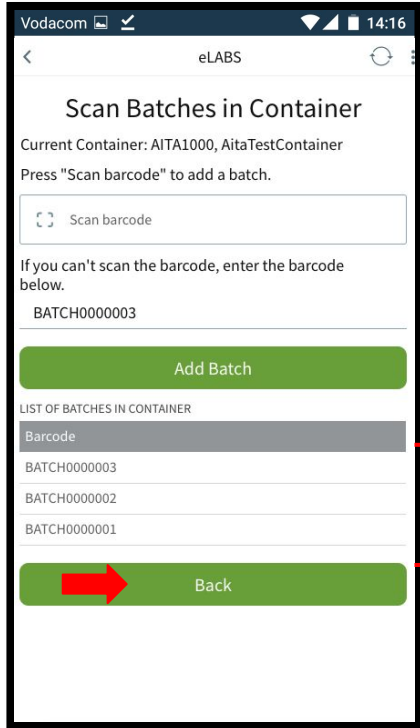 Vodacom 14:16
eLABS
Scan Batches in Container
Current Container: AITA1000, AitaTestContainer
Press "Scan barcode" to add a batch.
Scan barcode
If you can't scan the barcode, enter the barcode
below.
BATCH0000003
Add Batch
LIST OF BATCHES IN CONTAINER
Barcode
BATCH0000003
BATCH0000002
BATCH0000001
Back